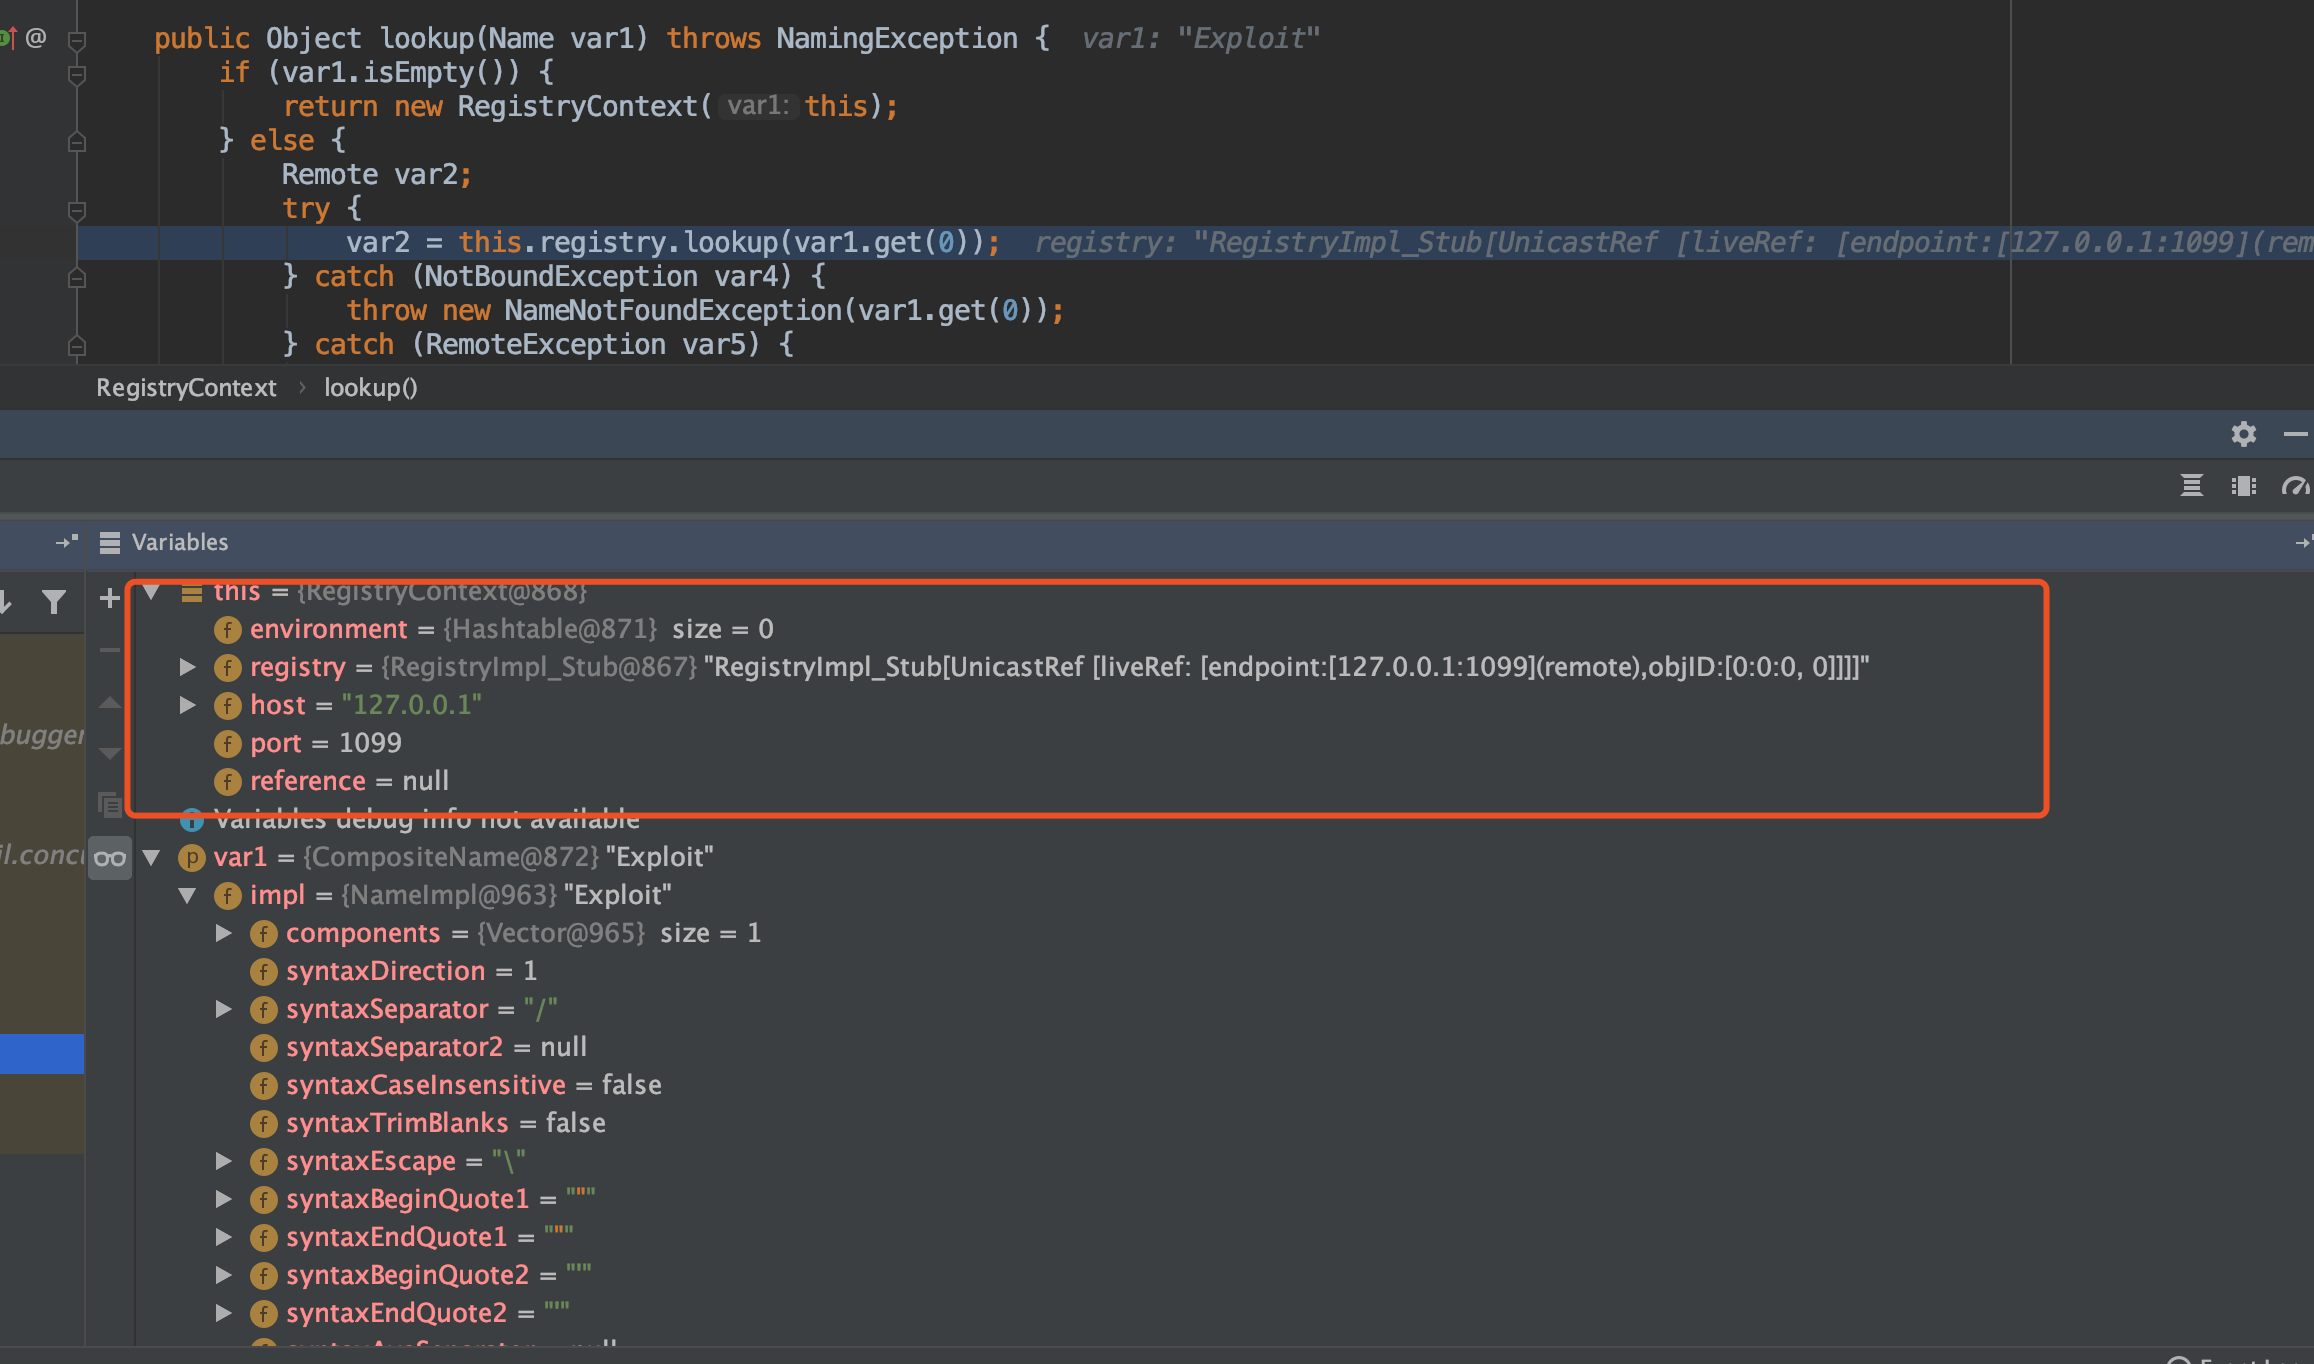 @ public Object lookup(Name var1) throws NamingException {  var1: "Exploit"
if (var1.isEmpty()) {
return new RegistryContext( var1: this);
} else {
Remote var2;
try {
var2 = this.registry.lookup(var1.get(0));  registry: "RegistryImpl_Stub[UnicastRef [liveRef: [endpoint:[127.0.0.1:1099](rem
} catch (NotBoundException var4) {
throw new NameNotFoundException(var1.get(0));
} catch (RemoteException var5) {
RegistryContext › lookup()
Variables
this = {RegistryContext@868}
environment = {Hashtable@871} size = 0
registry = {RegistryImpl_Stub@867} "RegistryImpl_Stub[UnicastRef [liveRef: [endpoint:[127.0.0.1:1099](remote),objID:[0:0:0, 0]]]]"
host = "127.0.0.1"
bugger
port = 1099
reference = null
Variables debug info not available
il.concu
var1 = {CompositeName@872} "Exploit"
impl = {NameImpl@963} "Exploit"
components = {Vector@965} size = 1
syntaxDirection = 1
syntaxSeparator = "/"
syntaxSeparator2 = null
syntaxCaseInsensitive = false
syntaxTrimBlanks = false
syntaxEscape = "\"
syntaxBeginQuote1 = """
syntaxEndQuote1 = """
syntaxBeginQuote2 = "'"
syntaxEndQuote2 = "'"